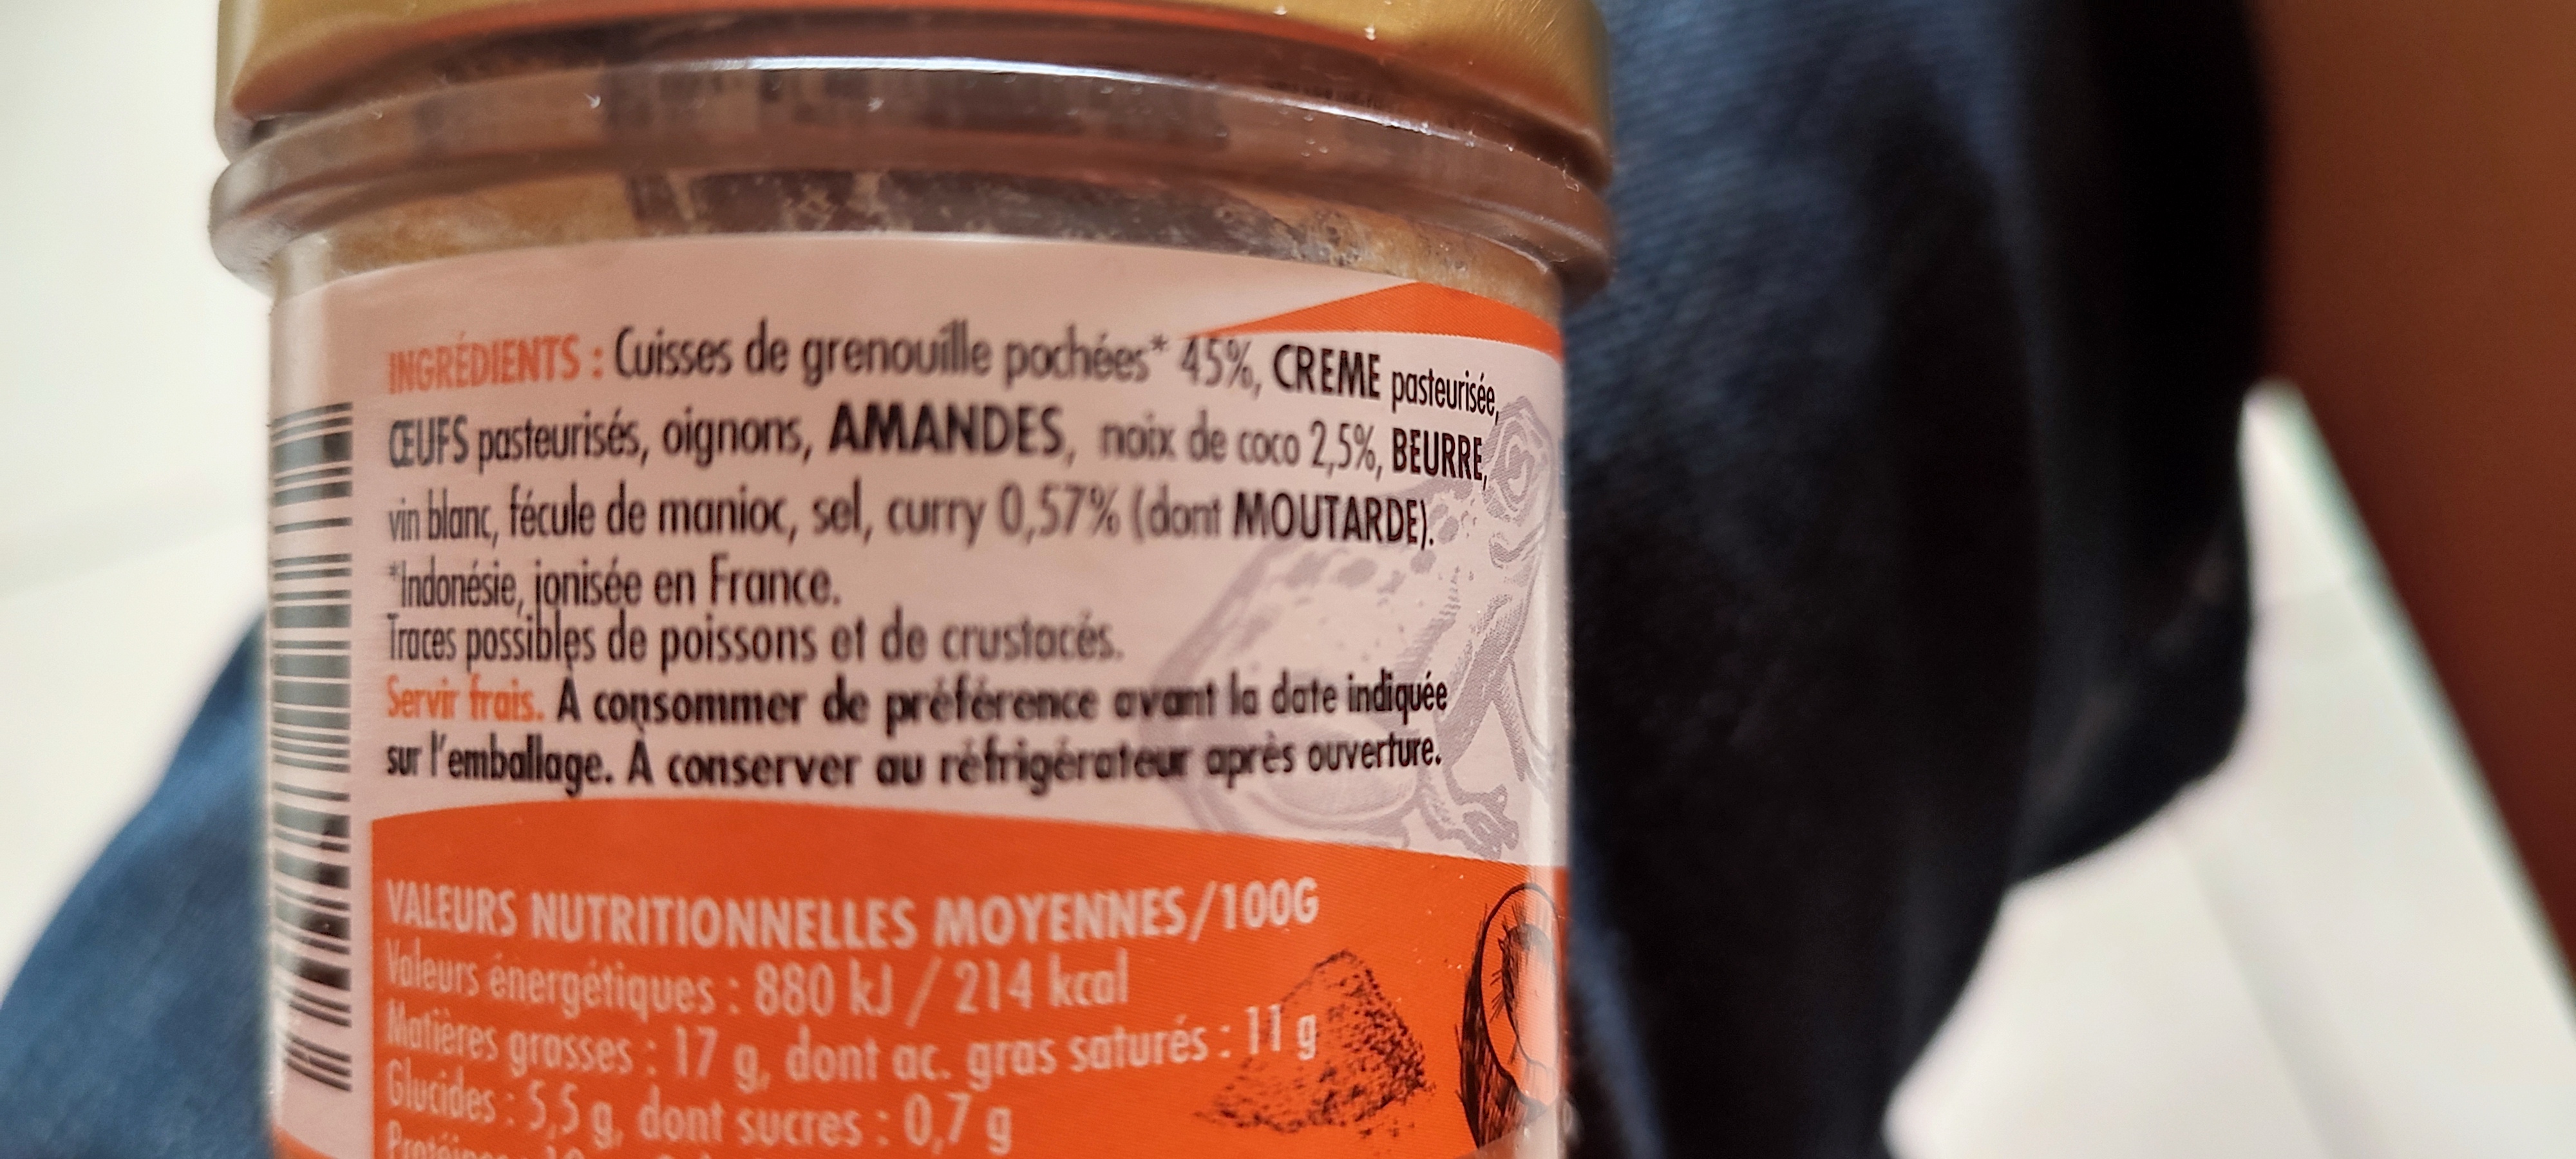 INGRÉDIENTS : Cuisses de grenouille pochées* 45%, CREME pasteurisée,
ŒUFS pasteurisés, oignons, AMANDES, noix de coco 2,5%, BEURRE,
vin blanc, fécule de manioc, sel, curry 0,57% (dont MOUTARDE).
*Indonésie, ionisée en France.
Traces possibles de poissons et de crustacés.
Servir frais. À consommer de préférence avant la date indiquée
sur l'emballage. À conserver au réfrigérateur après ouverture.
VALEURS NUTRITIONNELLES MOYENNES/100G
Valeurs énergétiques : 880 kJ / 214 kcal
Matières grasses : 17 g, dont ac. gras saturés : 11 g
Glucides : 5,5 g, dont sucres : 0,7 g